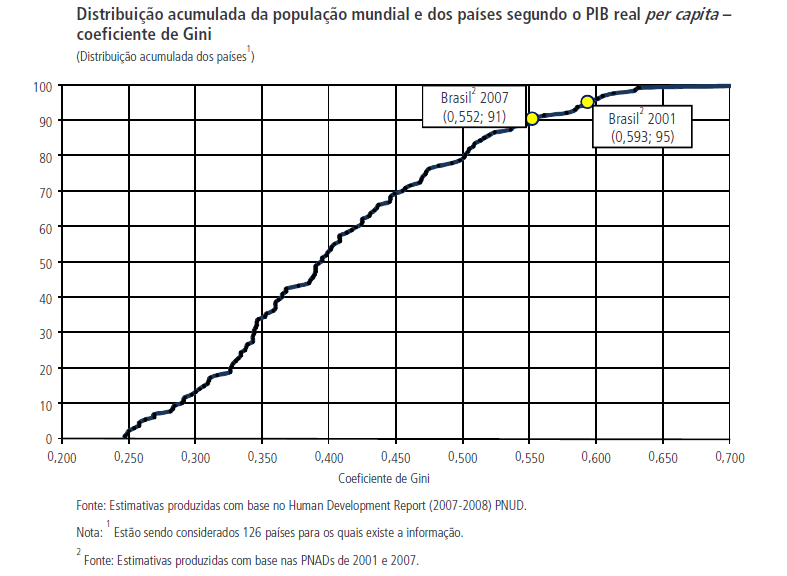 Distribuição acumulada da população mundial e dos países segundo o PIB real per capita –
coeficiente de Gini
(Distribuição acumulada dos países¹)
100
90
80
70
60
50
40
30
20
10
0
Brasil² 2007
(0,552; 91)
Brasil² 2001
(0,593; 95)
0,200 0,250 0,300 0,350 0,400 0,450 0,500 0,550 0,600 0,650 0,700
Coeficiente de Gini
Fonte: Estimativas produzidas com base no Human Development Report (2007-2008) PNUD.
Nota: ¹ Estão sendo considerados 126 países para os quais existe a informação.
² Fonte: Estimativas produzidas com base nas PNADs de 2001 e 2007.